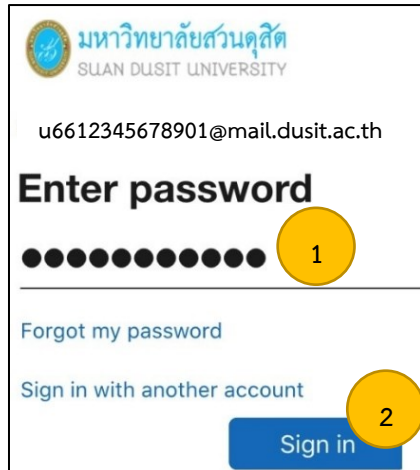 มหาวิทยาลัยสวนดุสิต
SUAN DUSIT UNIVERSITY
u6612345678901@mail.dusit.ac.th
Enter password
●●●●●●●●●●● 1
Forgot my password
Sign in with another account
2
Sign in